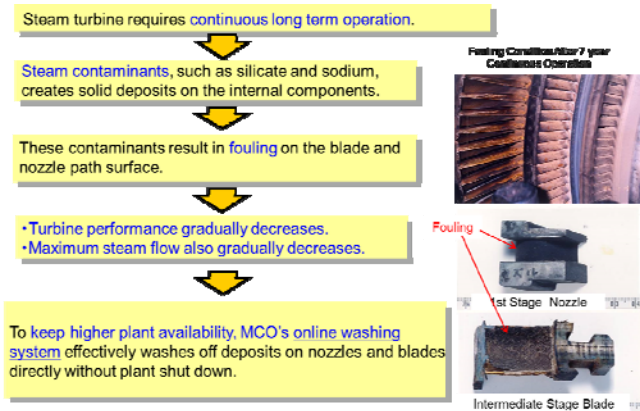 Steam turbine requires continuous long term operation.
Steam contaminants, such as silicate and sodium,
creates solid deposits on the internal components.
These contaminants result in fouling on the blade and
nozzle path surface.
•Turbine performance gradually decreases.
•Maximum steam flow also gradually decreases.
To keep higher plant availability, MCO's online washing
system effectively washes off deposits on nozzles and blades
directly without plant shut down.
Fouling Condition After 7 year
Continuous Operation
Fouling
1st Stage Nozzle
Intermediate Stage Blade